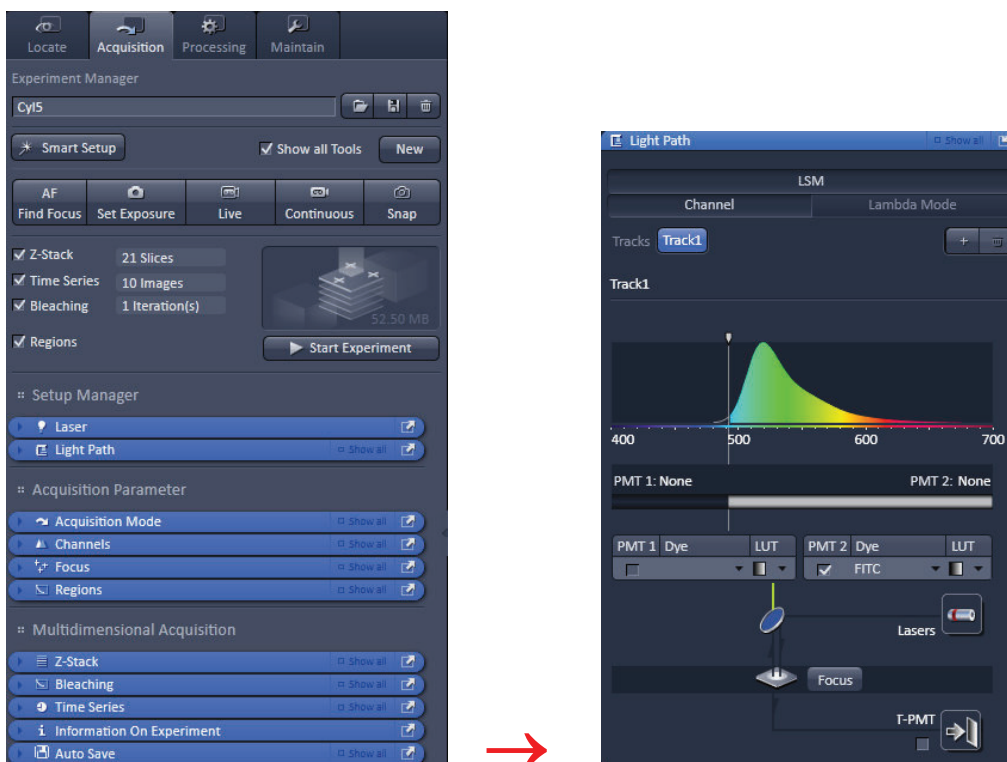 Locate Acquisition Processing Maintain
Experiment Manager
Cyl5
Smart Setup Show all Tools New
AF
Find Focus Set Exposure Live Continuous Snap
Z-Stack 21 Slices
Time Series 10 Images
Bleaching 1 Iteration(s)
52.50 MB
Regions
Start Experiment
Setup Manager
Laser
Light Path Show all
Acquisition Parameter
Acquisition Mode Show all
Channels Show all
Focus Show all
Regions Show all
Multidimensional Acquisition
Z-Stack Show all
Bleaching Show all
Time Series Show all
Information On Experiment
Auto Save Show all
Light Path Show all
LSM
Channel Lambda Mode
Tracks Track1 +
Track1
400 500 600 700
PMT 1: None PMT 2: None
PMT 1 Dye LUT PMT 2 Dye LUT
FITC
Lasers
Focus
T-PMT